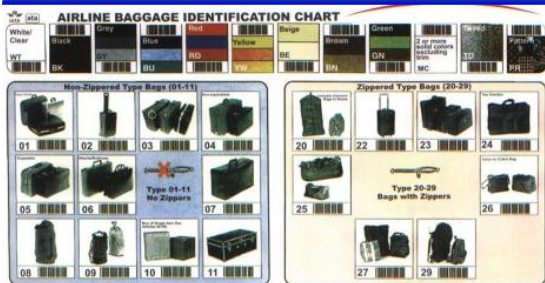 iata ata AIRLINE BAGGAGE IDENTIFICATION CHART
White/ Clear WT
Black BK
Grey GY
Blue BU
Red RD
Yellow YW
Beige BE
Brown BN
Green GN
2 or more solid colors excluding trim MC
Tweed TD
Pattern PR
Non-Zippered Type Bags (01-11)
01 02 03 04
05 06 07
Type 01-11
No Zippers
08 09 10 11
Zippered Type Bags (20-29)
20 22 23 24
25 26
Type 20-29
Bags with Zippers
27 29